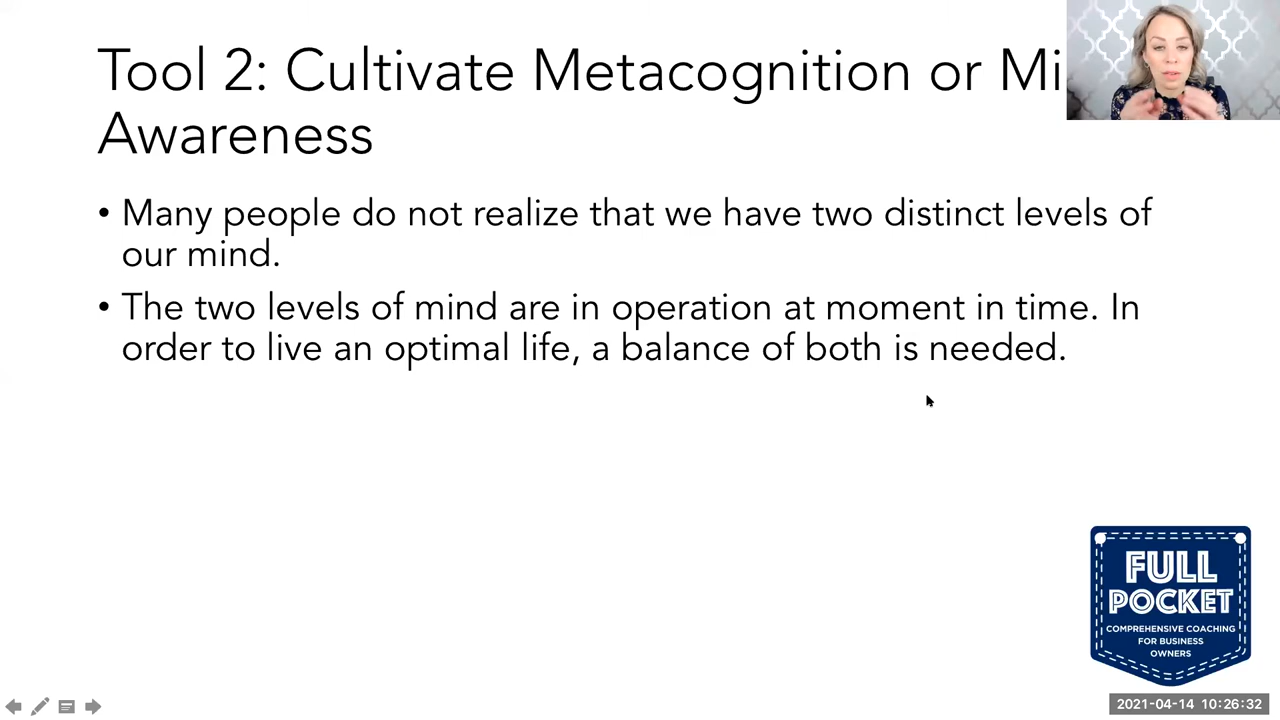 Tool 2: Cultivate Metacognition or Mi
Awareness
• Many people do not realize that we have two distinct levels of
our mind.
• The two levels of mind are in operation at moment in time. In
order to live an optimal life, a balance of both is needed.
FULL
POCKET
COMPREHENSIVE COACHING
FOR BUSINESS
OWNERS
2021-04-14 10:26:32